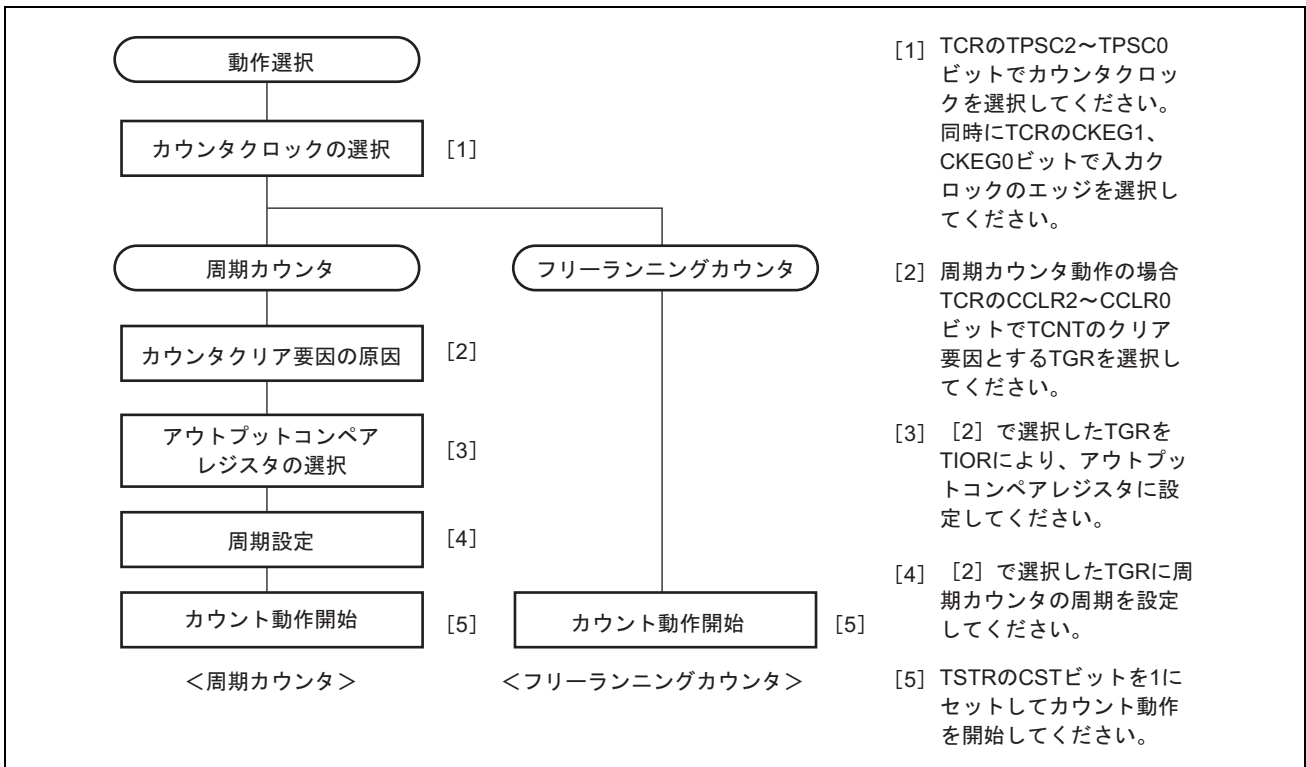 動作選択
カウンタクロックの選択 [1]
周期カウンタ
フリーランニングカウンタ
カウンタクリア要因の原因 [2]
アウトプットコンペア
レジスタの選択 [3]
周期設定 [4]
カウント動作開始 [5]
カウント動作開始 [5]
＜周期カウンタ＞
＜フリーランニングカウンタ＞
[1] TCRのTPSC2～TPSC0
ビットでカウンタクロッ
クを選択してください。
同時にTCRのCKEG1、
CKEG0ビットで入力ク
ロックのエッジを選択し
てください。
[2] 周期カウンタ動作の場合
TCRのCCLR2～CCLR0
ビットでTCNTのクリア
要因とするTGRを選択し
てください。
[3] [2]で選択したTGRを
TIORにより、アウトプッ
トコンペアレジスタに設
定してください。
[4] [2]で選択したTGRに周
期カウンタの周期を設定
してください。
[5] TSTRのCSTビットを1に
セットしてカウント動作
を開始してください。